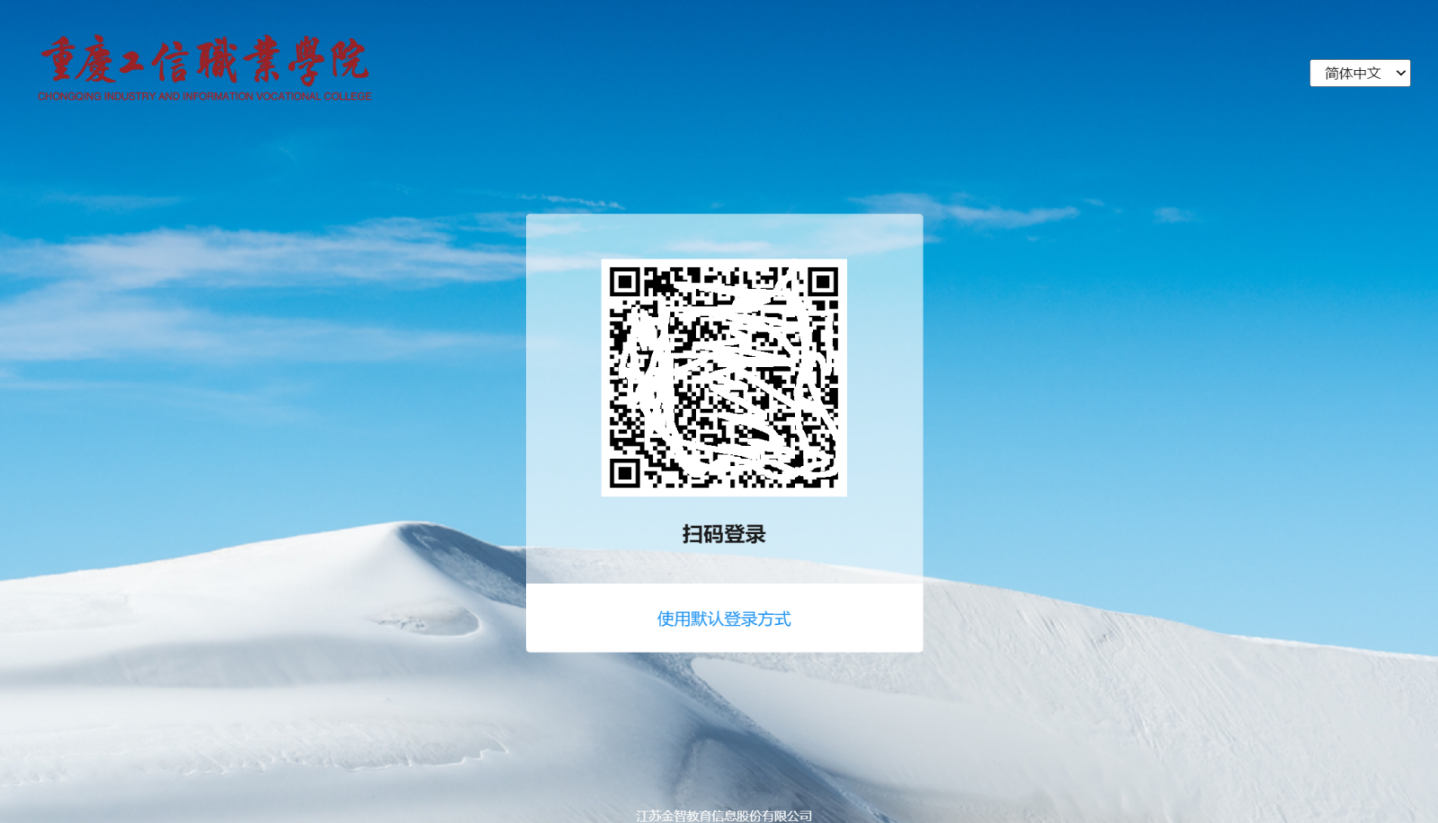 重慶工信職業學院
CHONGQING INDUSTRY AND INFORMATION VOCATIONAL COLLEGE
简体中文
扫码登录
使用默认登录方式
江苏金智教育信息股份有限公司